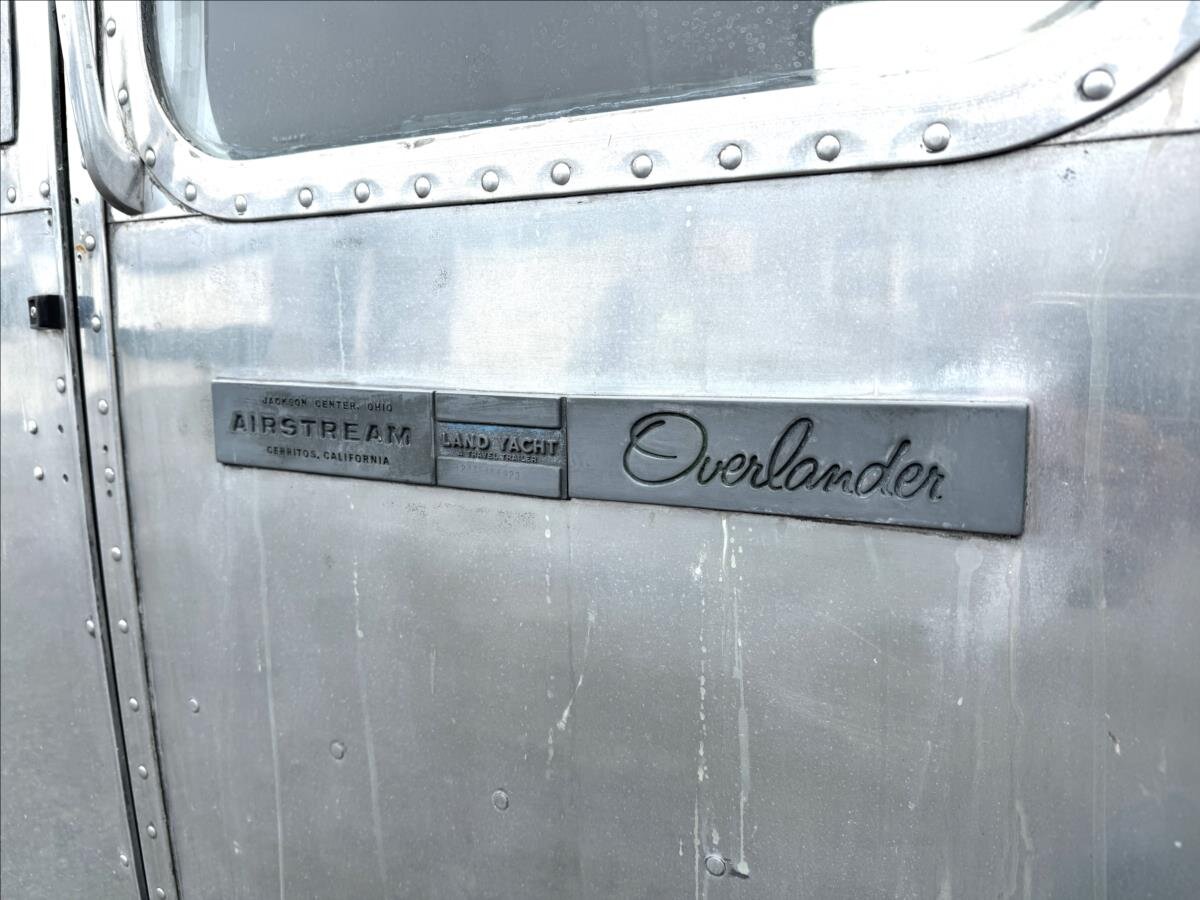 JACKSON CENTER, OHIO
AIRSTREAM
CERRITOS, CALIFORNIA
LAND YACHT
A TRAVEL TRAILER
Overlander